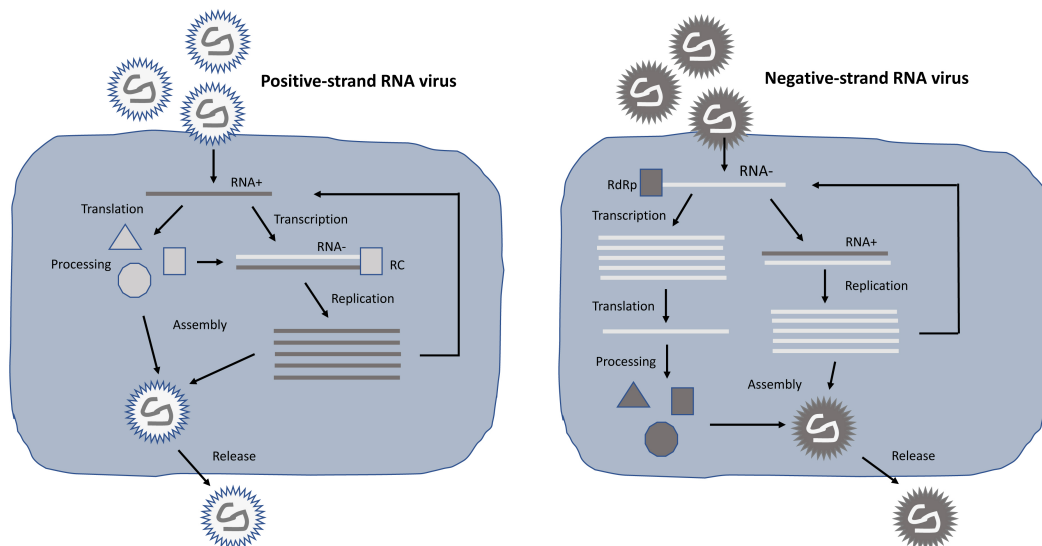 Positive-strand RNA virus
RNA+
Translation
Transcription
RNA-
Processing
RC
Replication
Assembly
Release
Negative-strand RNA virus
RdRp
RNA-
Transcription
RNA+
Replication
Translation
Processing
Assembly
Release